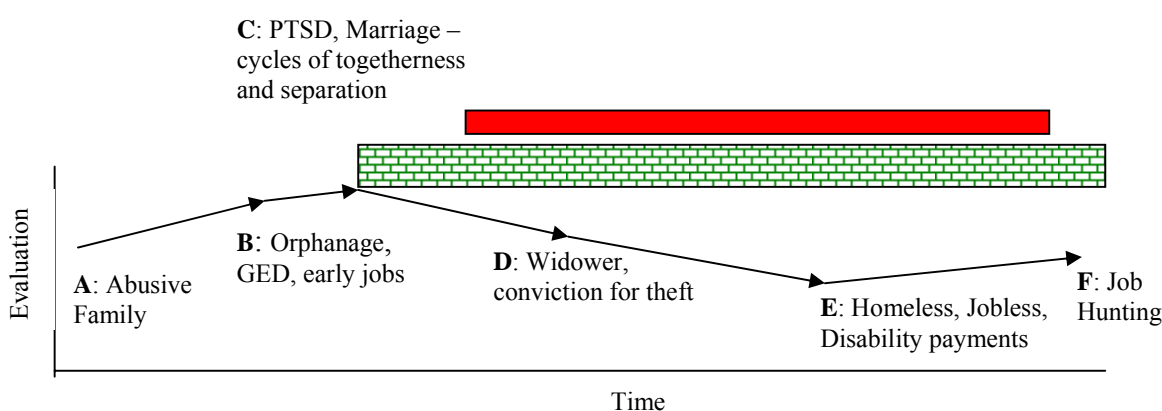 C: PTSD, Marriage –
cycles of togetherness
and separation
Evaluation
A: Abusive
Family
B: Orphanage,
GED, early jobs
D: Widower,
conviction for theft
E: Homeless, Jobless,
Disability payments
F: Job
Hunting
Time